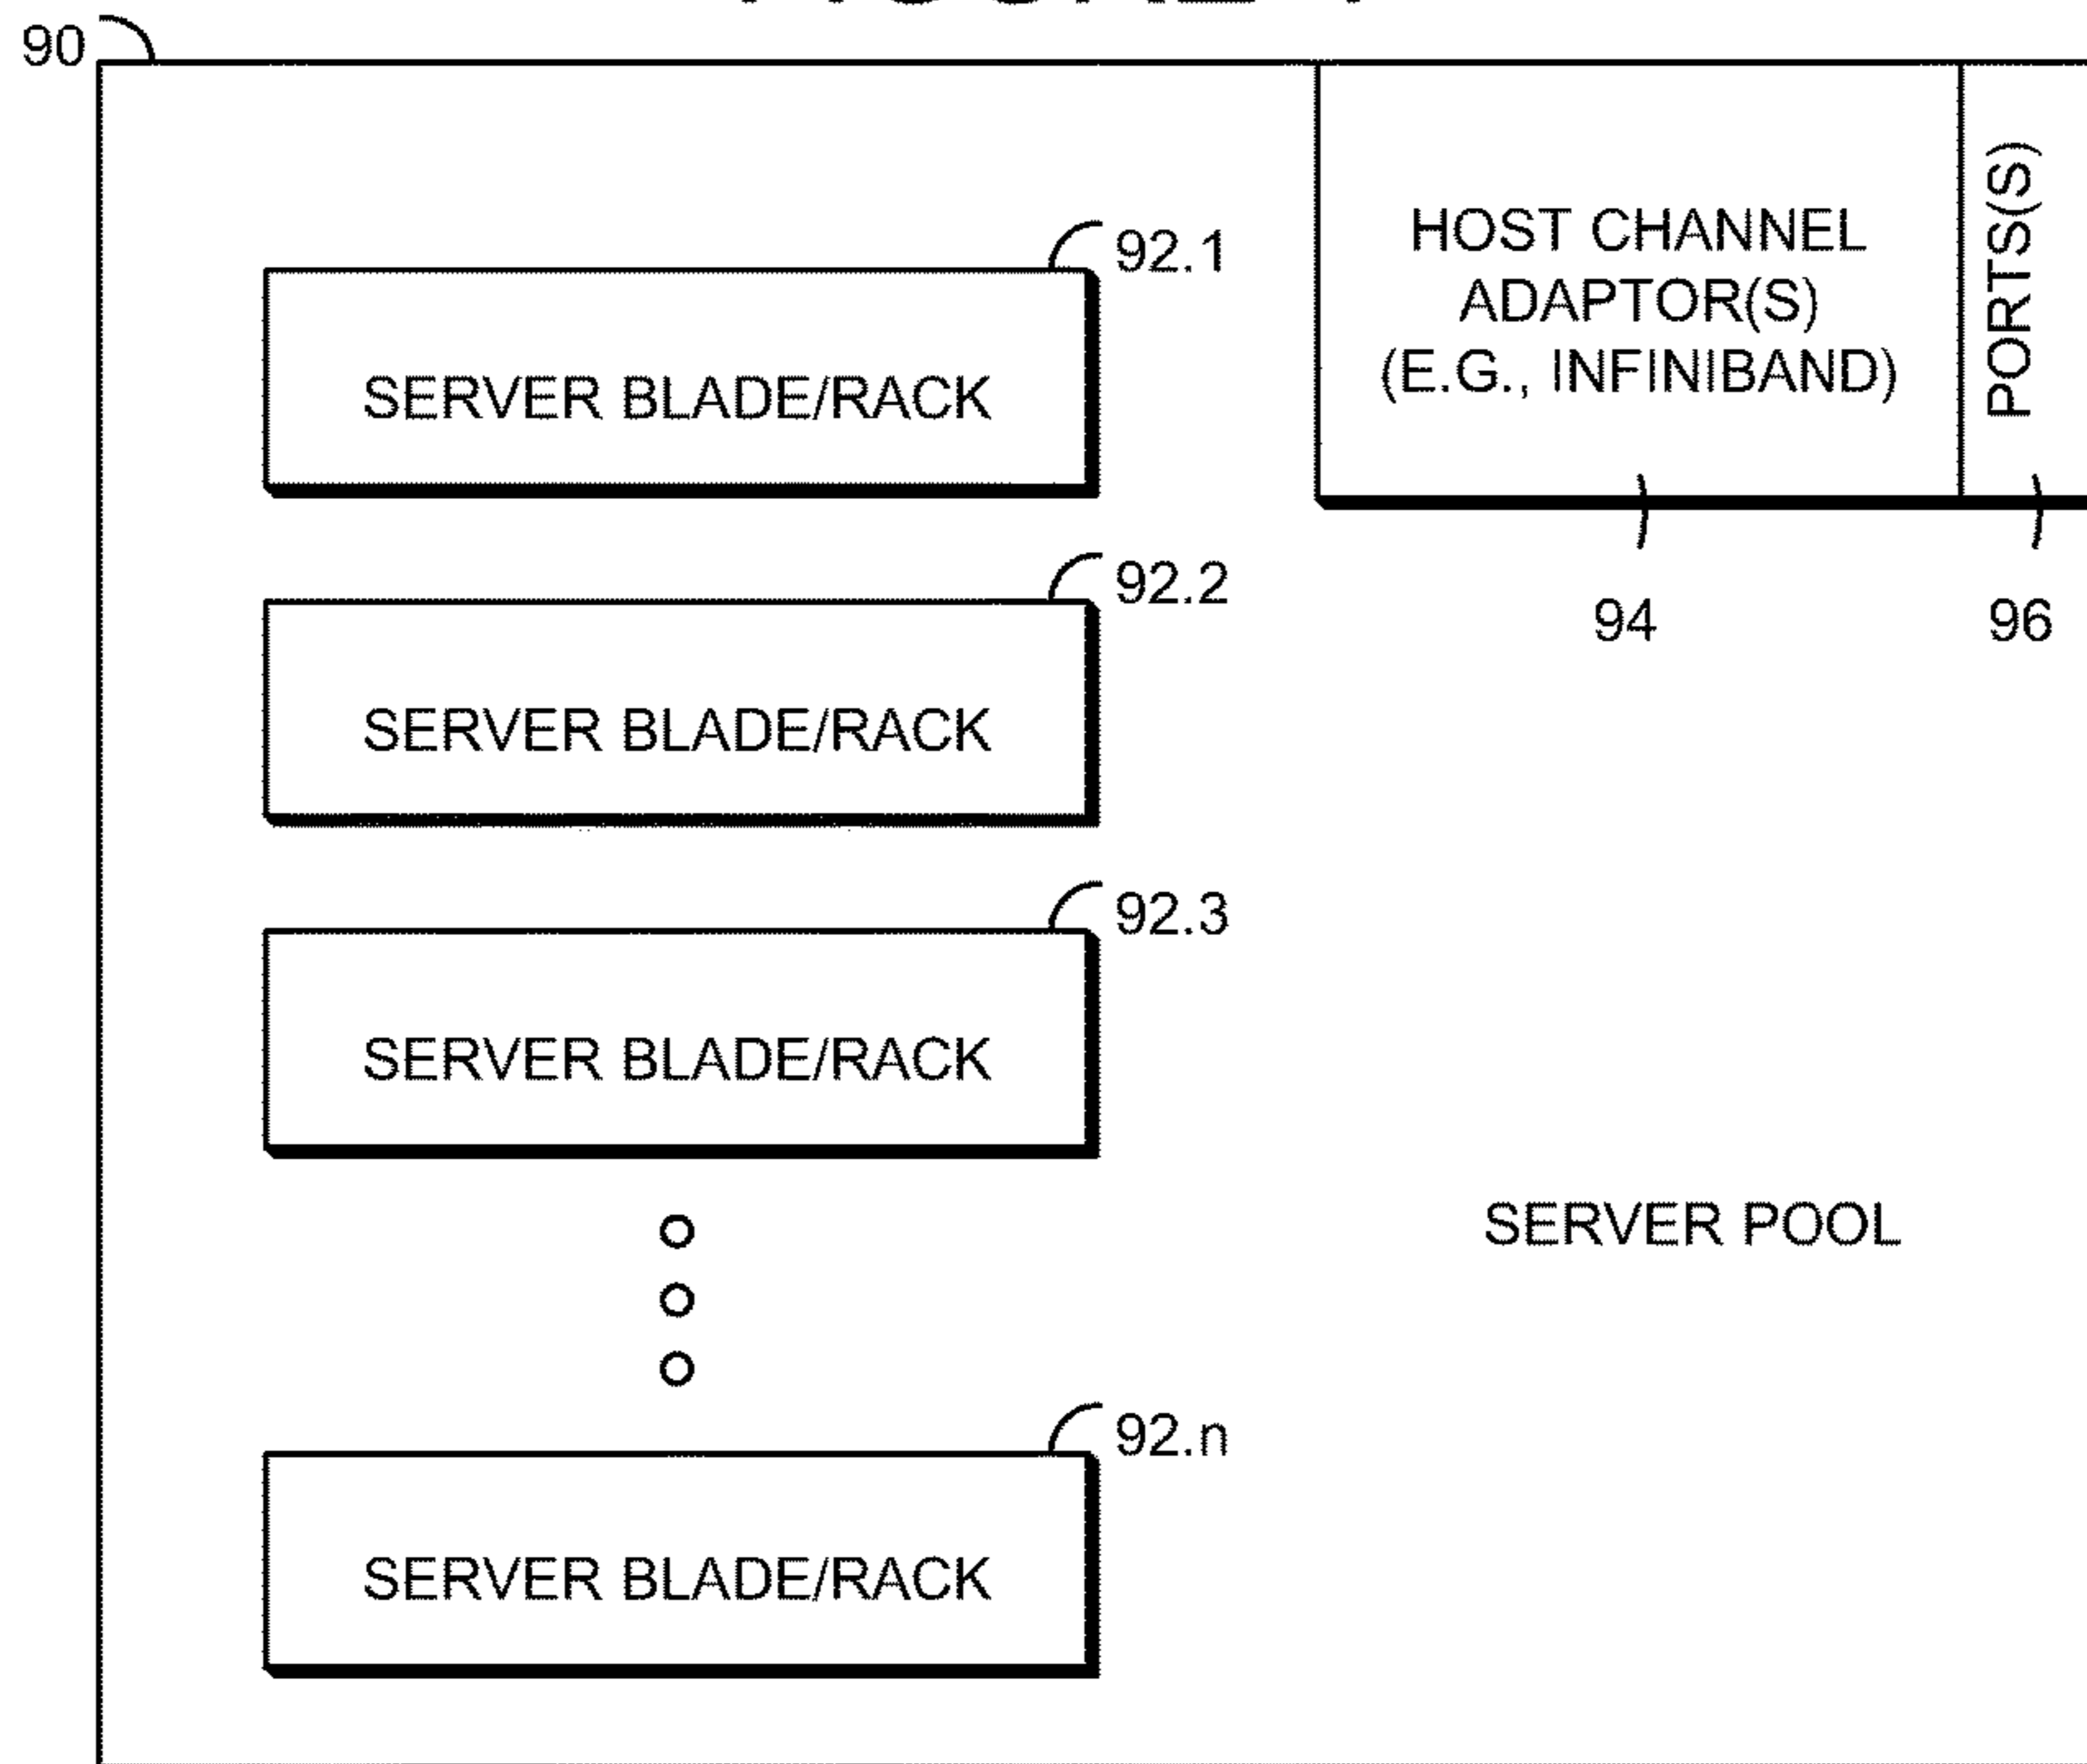 90
92.1
HOST CHANNEL
ADAPTOR(S)
(E.G., INFINIBAND)
PORTS(S)
SERVER BLADE/RACK
92.2
94
96
SERVER BLADE/RACK
92.3
SERVER BLADE/RACK
SERVER POOL
92.n
SERVER BLADE/RACK